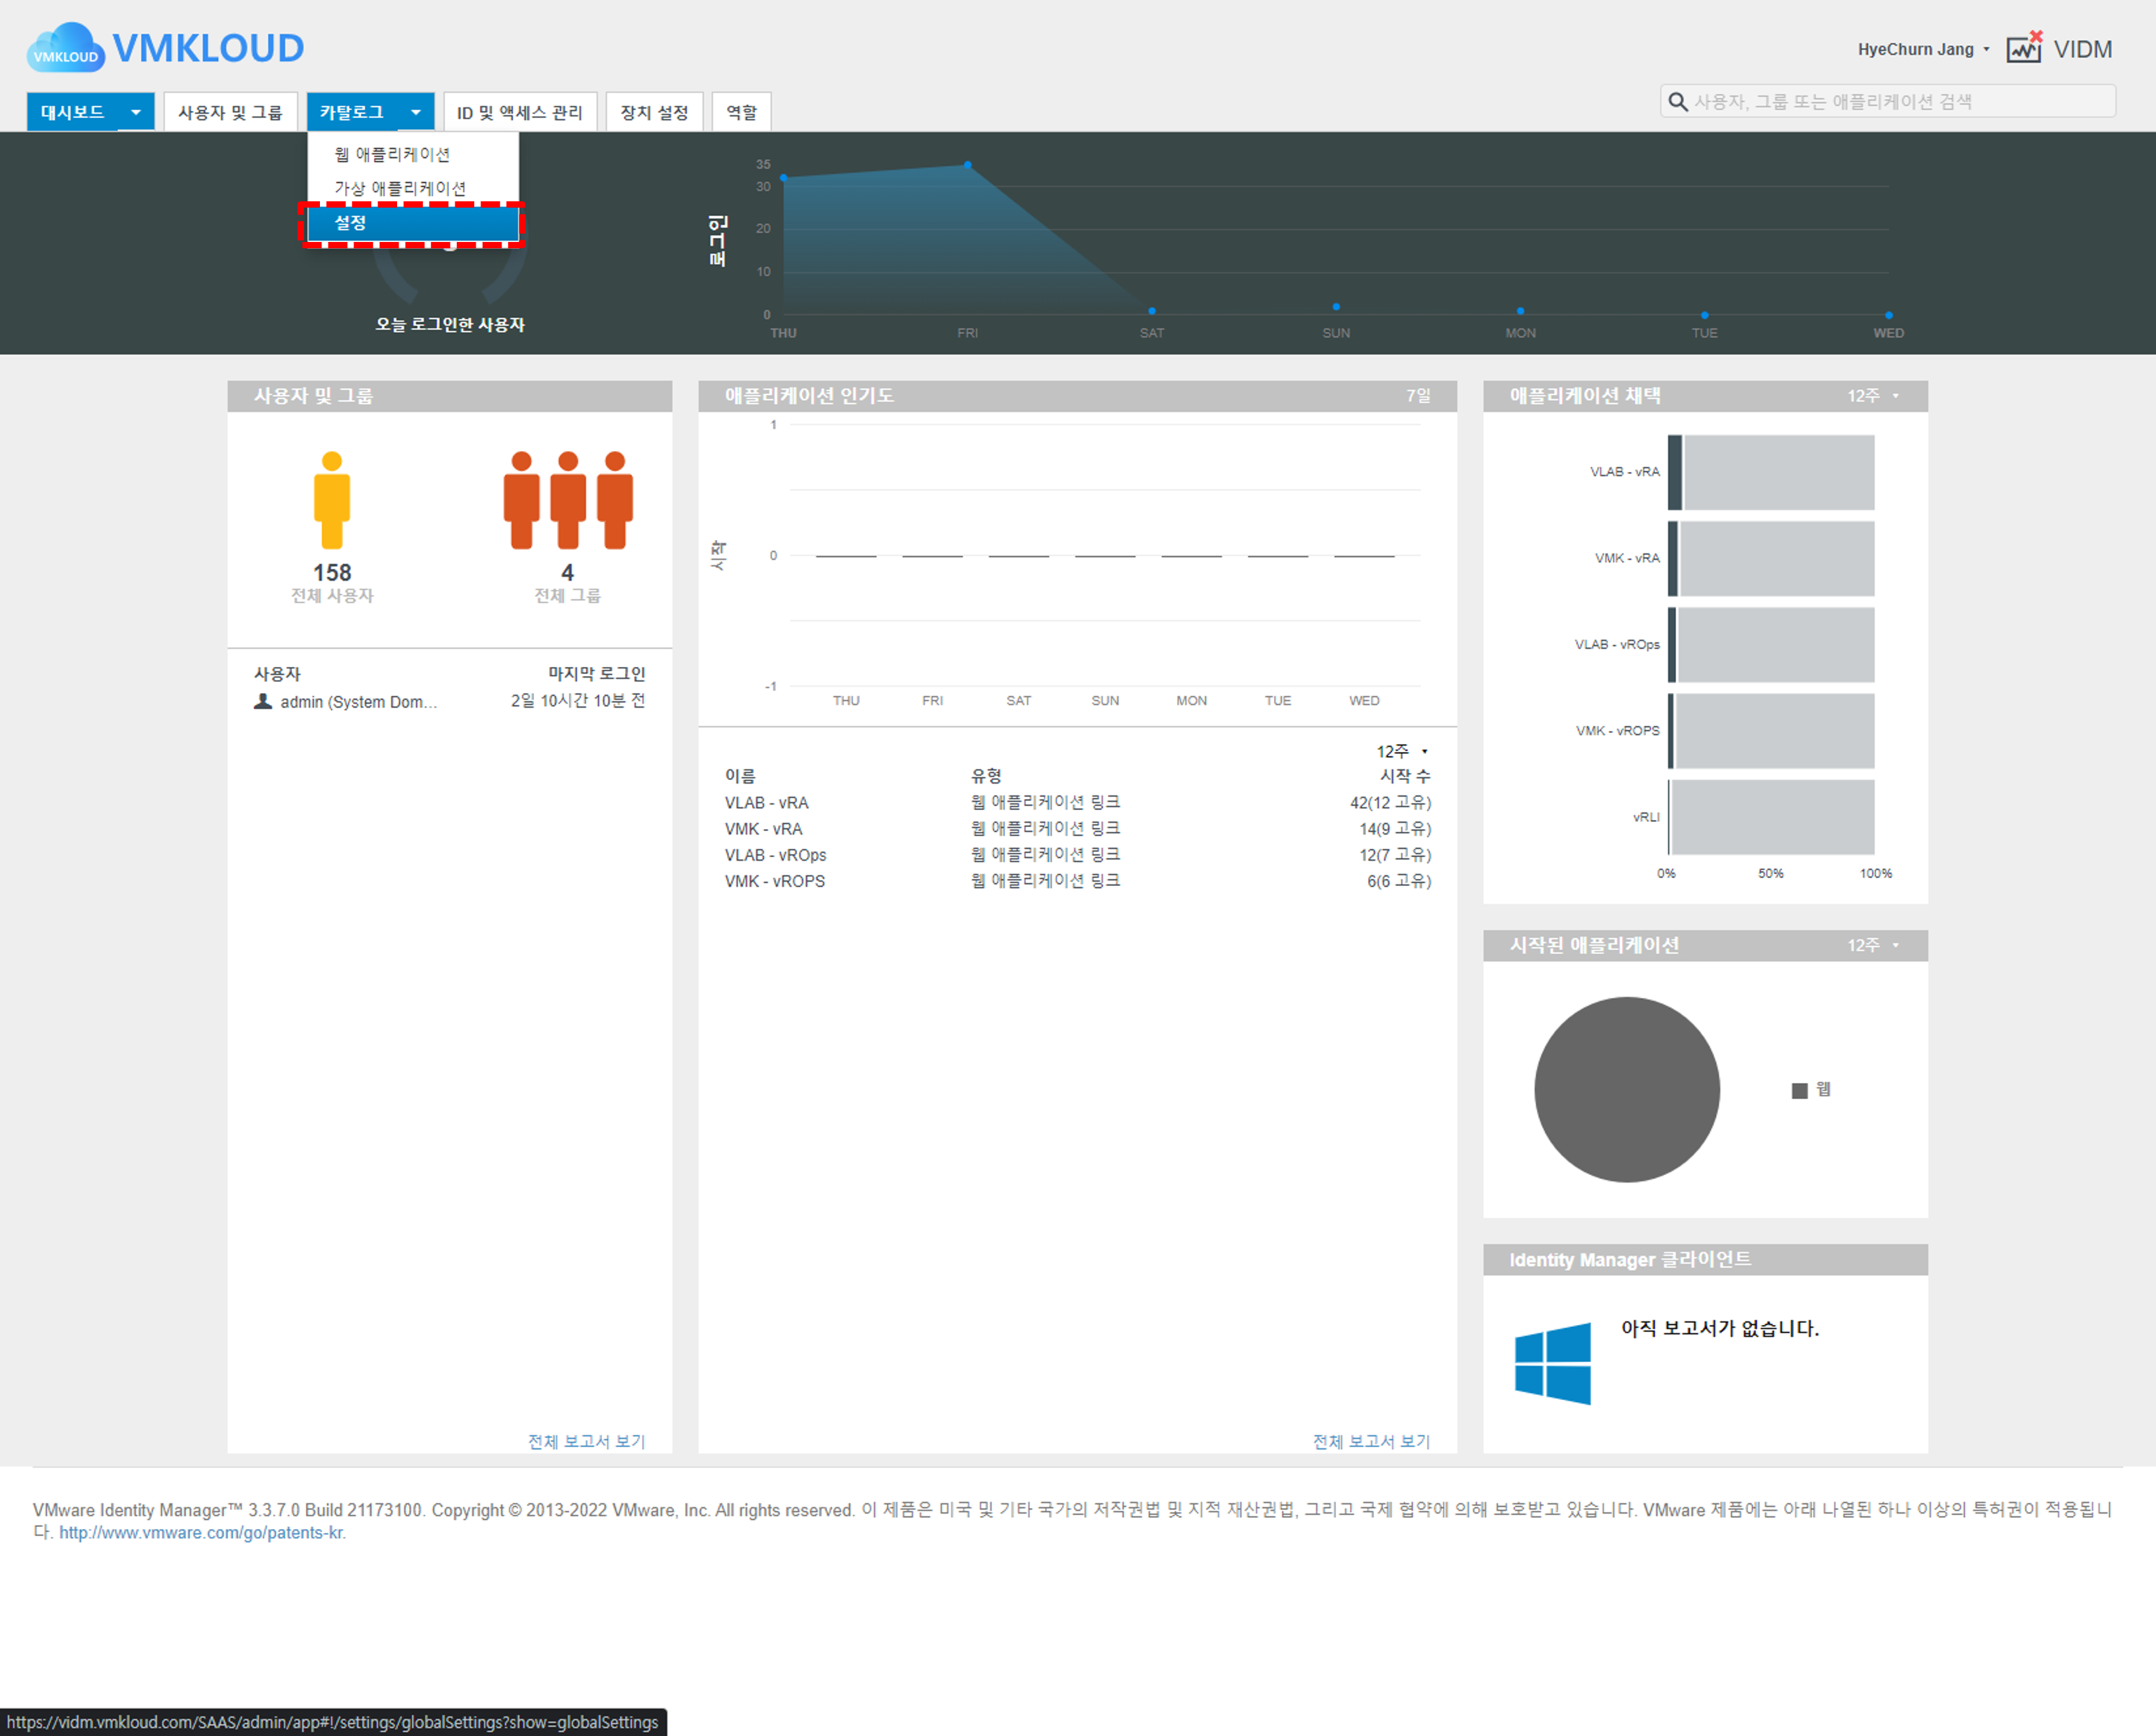 VMKLOUD VMKLOUD
HyeChurn Jang
VIDM
대시보드
사용자 및 그룹
카탈로그
ID 및 액세스 관리
장치 설정
역할
사용자, 그룹 또는 애플리케이션 검색
웹 애플리케이션
가상 애플리케이션
설정
오늘 로그인한 사용자
로그인
35
30
20
10
0
THU FRI SAT SUN MON TUE WED
사용자 및 그룹
158
전체 사용자
4
전체 그룹
사용자 마지막 로그인
admin (System Dom... 2일 10시간 10분 전
전체 보고서 보기
애플리케이션 인기도 7일
시작
1
0
-1
THU FRI SAT SUN MON TUE WED
12주
이름 유형 시작 수
VLAB - vRA 웹 애플리케이션 링크 42(12 고유)
VMK - vRA 웹 애플리케이션 링크 14(9 고유)
VLAB - vROps 웹 애플리케이션 링크 12(7 고유)
VMK - vROPS 웹 애플리케이션 링크 6(6 고유)
전체 보고서 보기
애플리케이션 채택 12주
VLAB - vRA
VMK - vRA
VLAB - vROps
VMK - vROPS
vRLI
0% 50% 100%
시작된 애플리케이션 12주
웹
Identity Manager 클라이언트
아직 보고서가 없습니다.
VMware Identity Manager™ 3.3.7.0 Build 21173100. Copyright © 2013-2022 VMware, Inc. All rights reserved. 이 제품은 미국 및 기타 국가의 저작권법 및 지적 재산권법, 그리고 국제 협약에 의해 보호받고 있습니다. VMware 제품에는 아래 나열된 하나 이상의 특허권이 적용됩니
다. http://www.vmware.com/go/patents-kr.
https://vidm.vmkloud.com/SAAS/admin/app#!/settings/globalSettings?show=globalSettings